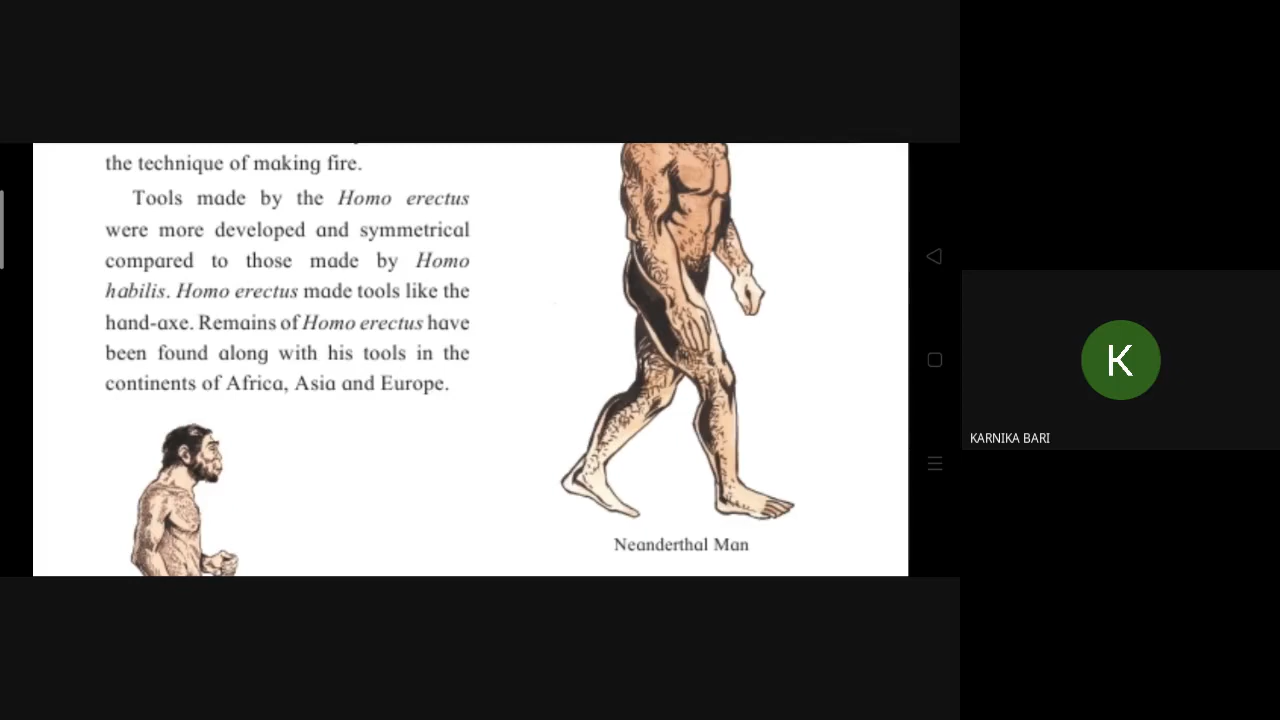 the technique of making fire.
Tools made by the Homo erectus
were more developed and symmetrical
compared to those made by Homo
habilis. Homo erectus made tools like the
hand-axe. Remains of Homo erectus have
been found along with his tools in the
continents of Africa, Asia and Europe.
Neanderthal Man
K
KARNIKA BARI